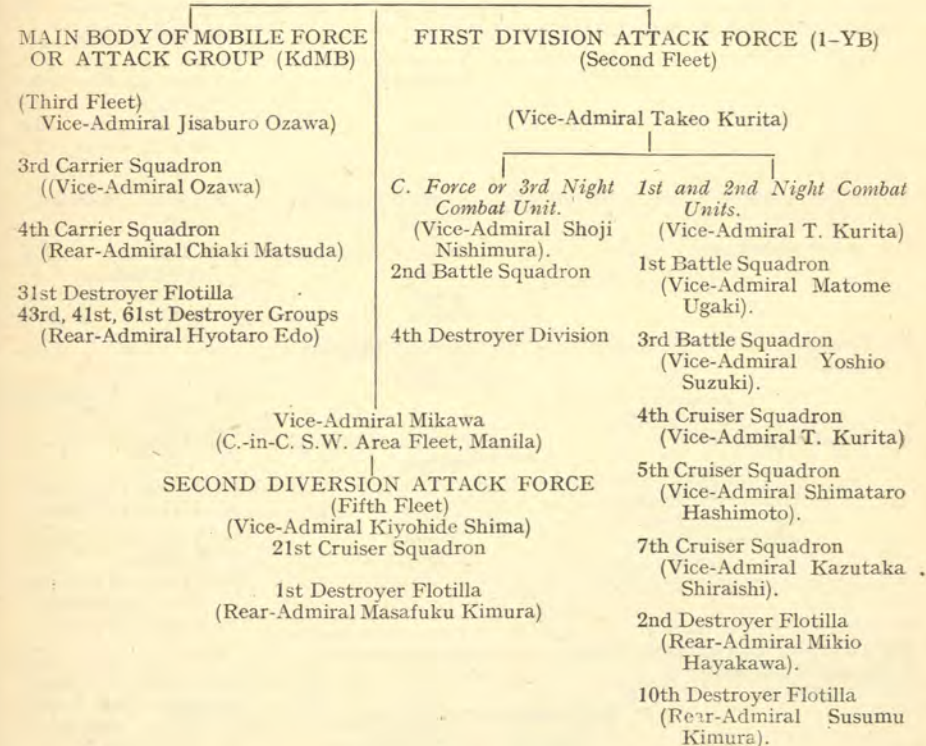 MAIN BODY OF MOBILE FORCE
OR ATTACK GROUP (KdMB)
(Third Fleet)
Vice-Admiral Jisaburo Ozawa)
3rd Carrier Squadron
((Vice-Admiral Ozawa)
4th Carrier Squadron
(Rear-Admiral Chiaki Matsuda)
31st Destroyer Flotilla
43rd, 41st, 61st Destroyer Groups
(Rear-Admiral Hyotaro Edo)
FIRST DIVISION ATTACK FORCE (1-YB)
(Second Fleet)
(Vice-Admiral Takeo Kurita)
C. Force or 3rd Night
Combat Unit.
(Vice-Admiral Shoji
Nishimura).
2nd Battle Squadron
4th Destroyer Division
1st and 2nd Night Combat
Units.
(Vice-Admiral T. Kurita)
1st Battle Squadron
(Vice-Admiral Matome
Ugaki).
3rd Battle Squadron
(Vice-Admiral Yoshio
Suzuki).
4th Cruiser Squadron
(Vice-Admiral T. Kurita)
5th Cruiser Squadron
(Vice-Admiral Shimataro
Hashimoto).
7th Cruiser Squadron
(Vice-Admiral Kazutaka
Shiraishi).
2nd Destroyer Flotilla
(Rear-Admiral Mikio
Hayakawa).
10th Destroyer Flotilla
(Rear-Admiral Susumu
Kimura).
Vice-Admiral Mikawa
(C.-in-C. S.W. Area Fleet, Manila)
SECOND DIVERSION ATTACK FORCE
(Fifth Fleet)
(Vice-Admiral Kiyohide Shima)
21st Cruiser Squadron
1st Destroyer Flotilla
(Rear-Admiral Masafuku Kimura)